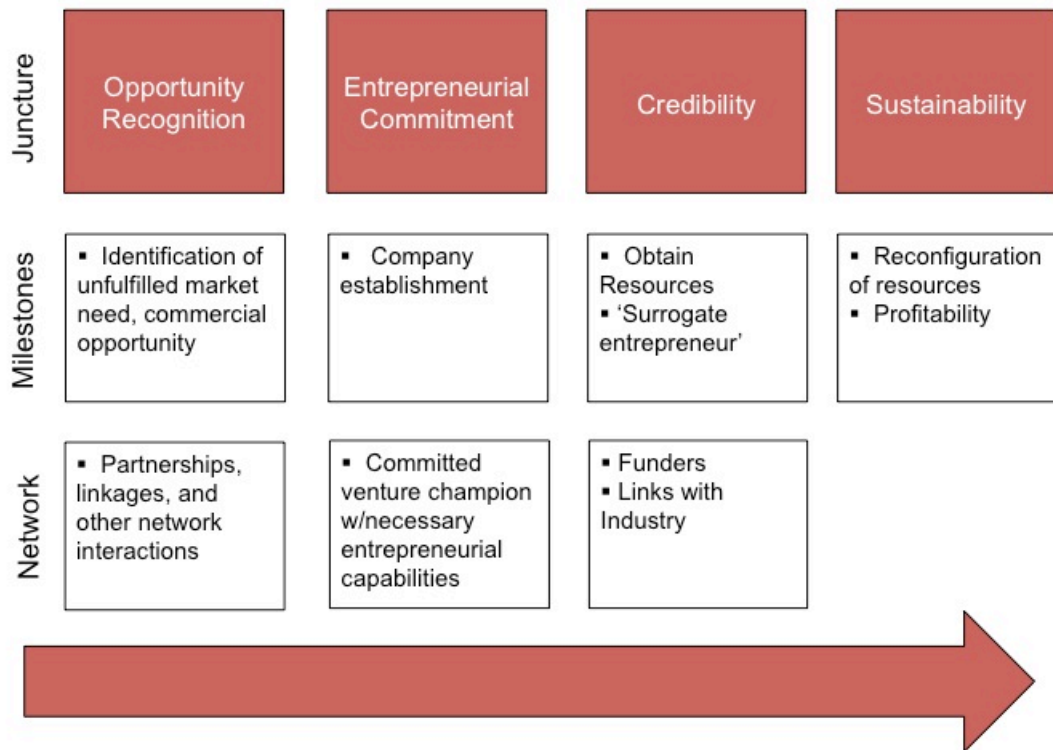 Juncture
Opportunity
Recognition
Entrepreneurial
Commitment
Credibility
Sustainability
Milestones
▪ Identification of
unfulfilled market
need, commercial
opportunity
▪ Company
establishment
▪ Obtain
Resources
▪ ‘Surrogate
entrepreneur’
▪ Reconfiguration
of resources
▪ Profitability
Network
▪ Partnerships,
linkages, and
other network
interactions
▪ Committed
venture champion
w/necessary
entrepreneurial
capabilities
▪ Funders
▪ Links with
Industry